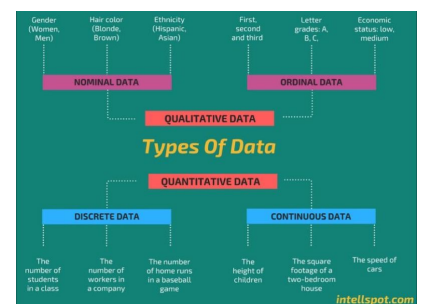 Gender
(Women,
Men)
Hair color
(Blonde,
Brown)
Ethnicity
(Hispanic,
Asian)
First,
second
and third
Letter
grades: A,
B, C,
Economic
status: low,
medium
NOMINAL DATA
ORDINAL DATA
QUALITATIVE DATA
Types Of Data
QUANTITATIVE DATA
DISCRETE DATA
CONTINUOUS DATA
The
number of
students
in a class
The
number of
workers in
a company
The number
of home runs
in a baseball
game
The
height of
children
The square
footage of a
two-bedroom
house
The speed of
cars
intellspot.com